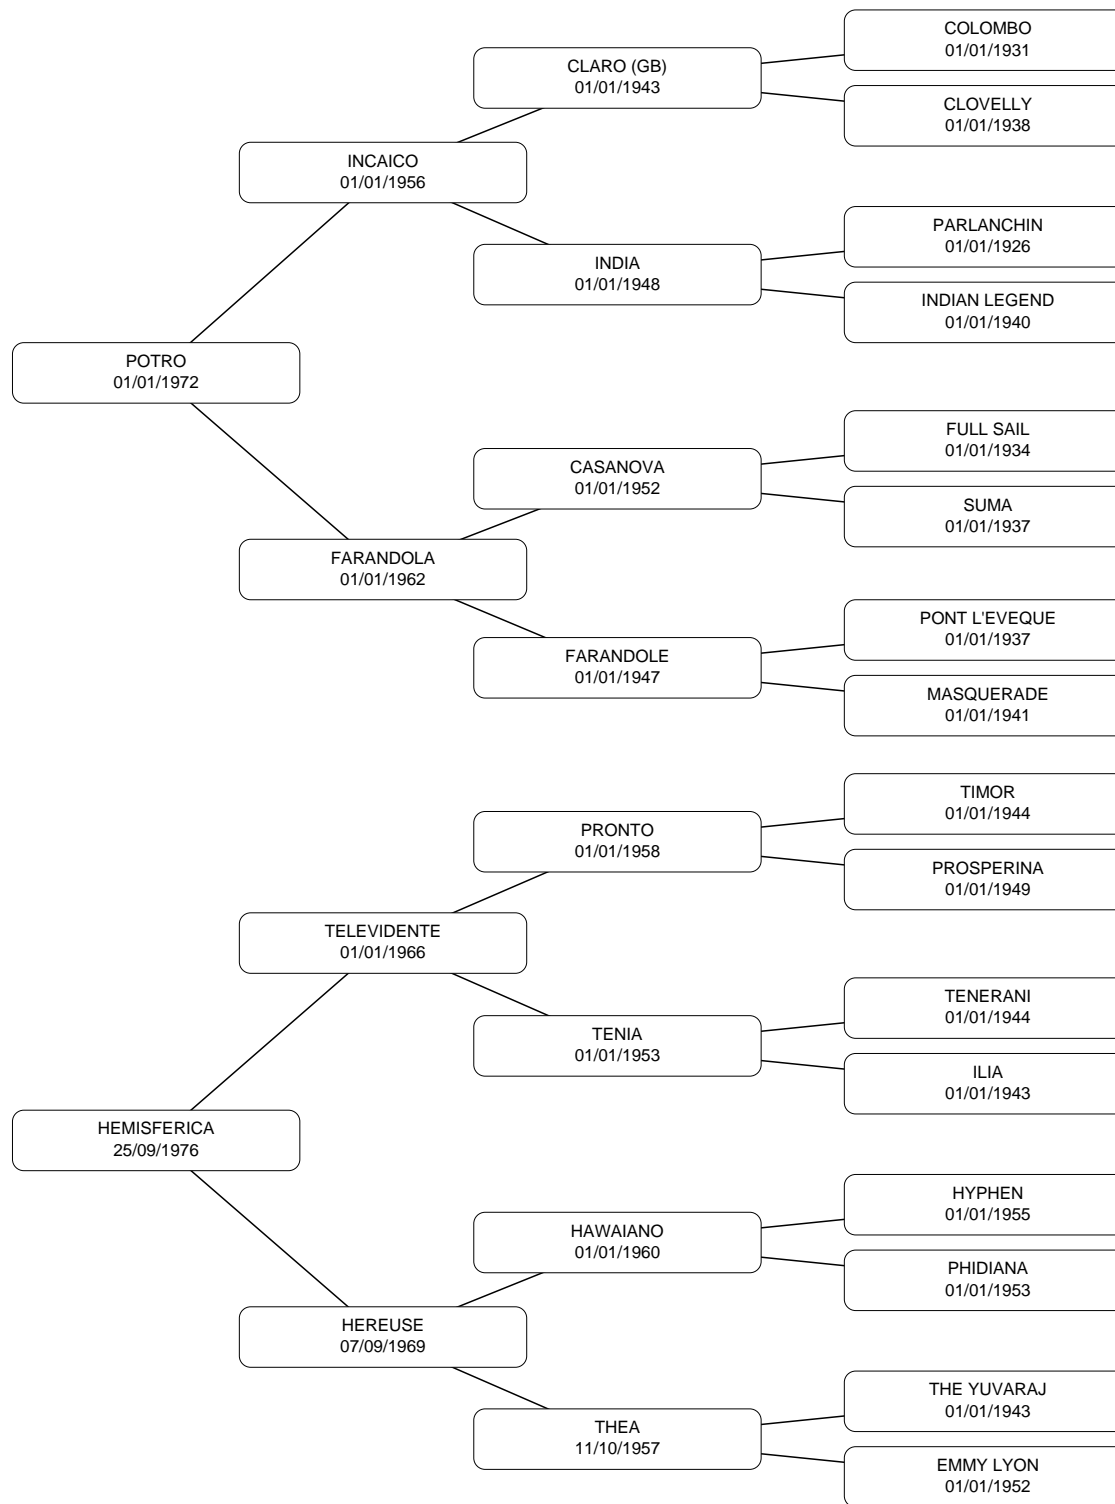 COLOMBO
01/01/1931
CLARO (GB)
01/01/1943
CLOVELLY
01/01/1938
INCAICO
01/01/1956
PARLANCHIN
01/01/1926
INDIA
01/01/1948
INDIAN LEGEND
01/01/1940
POTRO
01/01/1972
FULL SAIL
01/01/1934
CASANOVA
01/01/1952
SUMA
01/01/1937
FARANDOLA
01/01/1962
PONT L'EVEQUE
01/01/1937
FARANDOLE
01/01/1947
MASQUERADE
01/01/1941
TIMOR
01/01/1944
PRONTO
01/01/1958
PROSPERINA
01/01/1949
TELEVIDENTE
01/01/1966
TENERANI
01/01/1944
TENIA
01/01/1953
ILIA
01/01/1943
HEMISFERICA
25/09/1976
HYPHEN
01/01/1955
HAWAIANO
01/01/1960
PHIDIANA
01/01/1953
HEREUSE
07/09/1969
THE YUVARAJ
01/01/1943
THEA
11/10/1957
EMMY LYON
01/01/1952